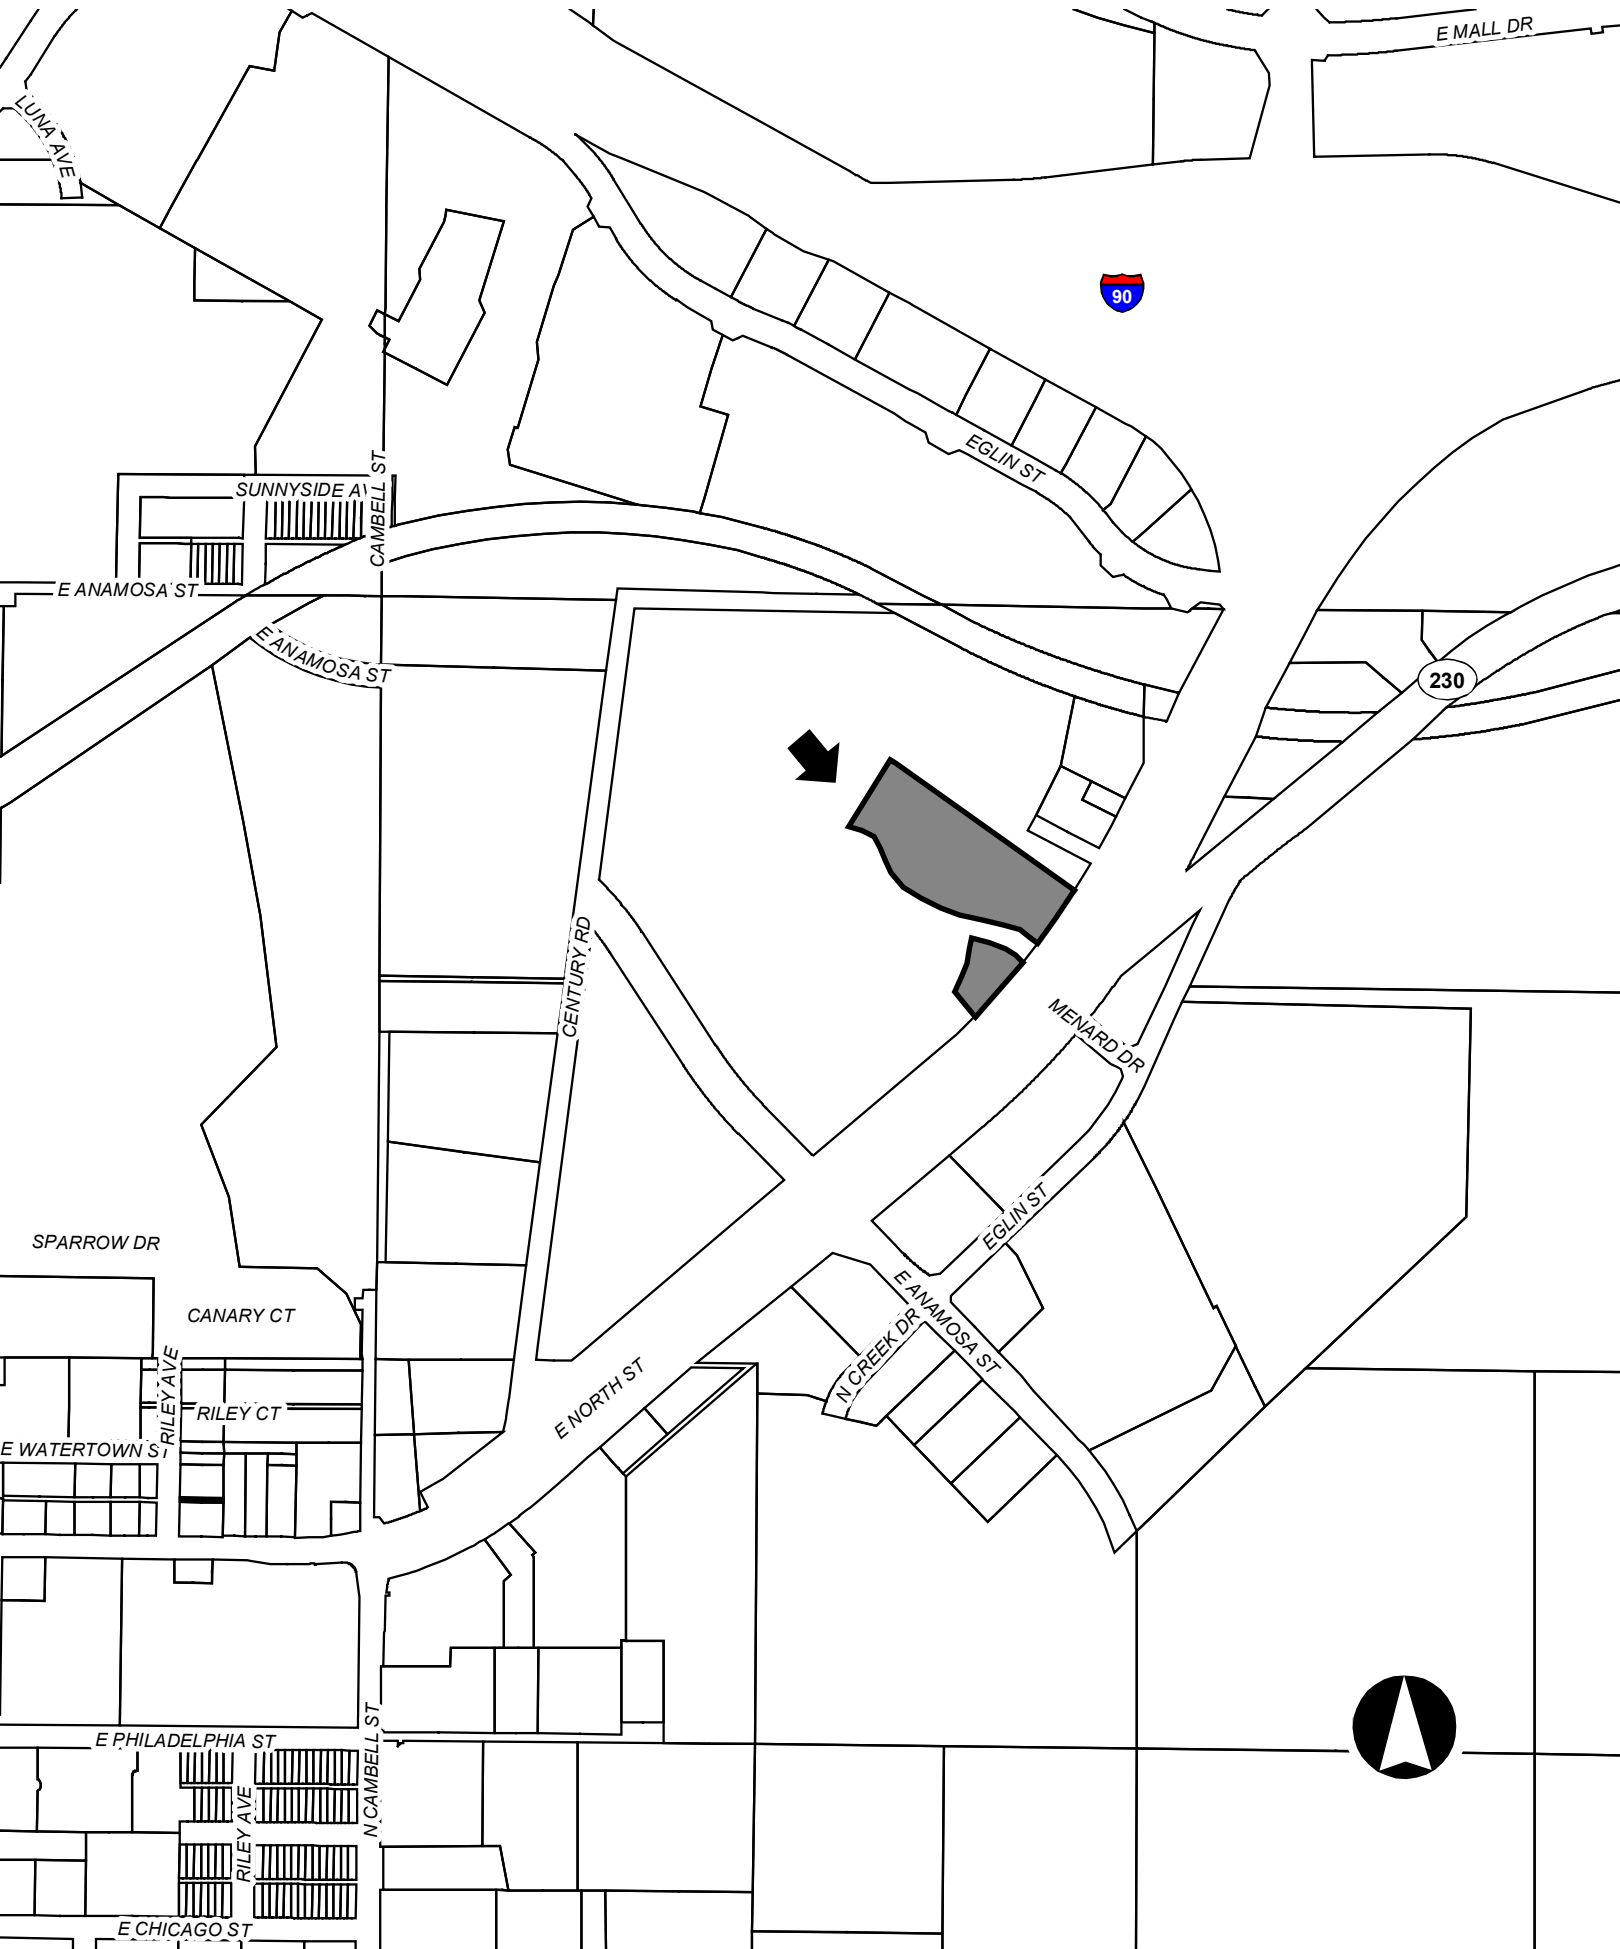 E MALL DR
LUNA AVE
90
EGLIN ST
CAMBELL ST
SUNNYSIDE AV
E ANAMOSA ST
E ANAMOSA ST
230
CENTURY RD
MENARD DR
EGLIN ST
SPARROW DR
E ANAMOSA ST
CANARY CT
N CREEK DR
RILEY AVE
E NORTH ST
RILEY CT
E WATERTOWN ST
N CAMBELL ST
E PHILADELPHIA ST
RILEY AVE
E CHICAGO ST